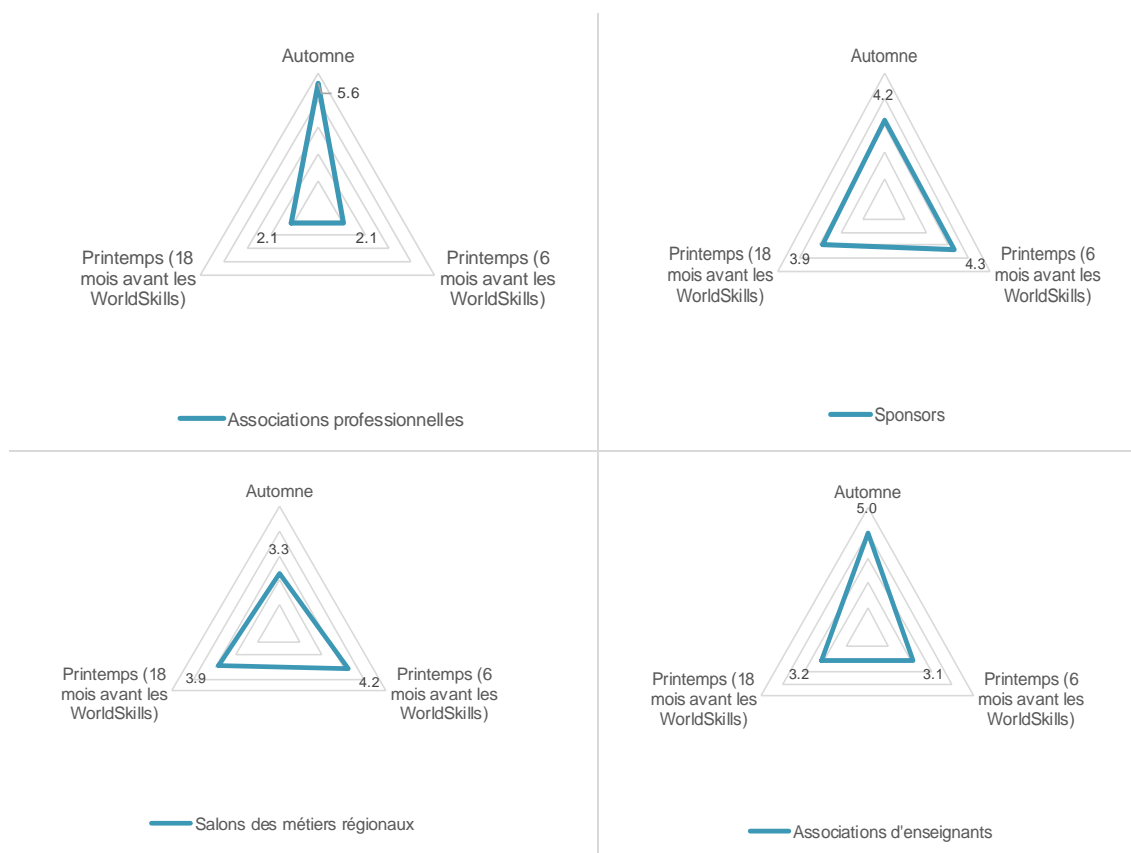 Automne
5.6
2.1
2.1
Printemps (18
mois avant les
WorldSkills)
Printemps (6
mois avant les
WorldSkills)
Associations professionnelles
Automne
4.2
3.9
4.3
Printemps (18
mois avant les
WorldSkills)
Printemps (6
mois avant les
WorldSkills)
Sponsors
Automne
3.3
3.9
4.2
Printemps (18
mois avant les
WorldSkills)
Printemps (6
mois avant les
WorldSkills)
Salons des métiers régionaux
Automne
5.0
3.2
3.1
Printemps (18
mois avant les
WorldSkills)
Printemps (6
mois avant les
WorldSkills)
Associations d'enseignants